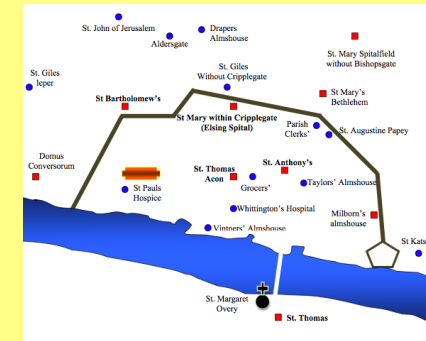 St. John of Jerusalem
Drapers
Almshouse
Aldersgate
St. Mary Spitalfield
without Bishopsgate
St. Giles
leper
St. Giles
Without Cripplegate
St Mary's
Bethlehem
St Bartholomew's
St Mary within Cripplegate
(Elsing Spital)
Parish
Clerks'
St. Augustine Papey
Domus
Conversorum
St. Thomas
Acon
St. Anthony's
Grocers'
Taylors' Almshouse
St Pauls
Hospice
Whittington's Hospital
Milborn's
almshouse
Vintners' Almshouse
St Kats
St. Margaret
Overy
St. Thomas